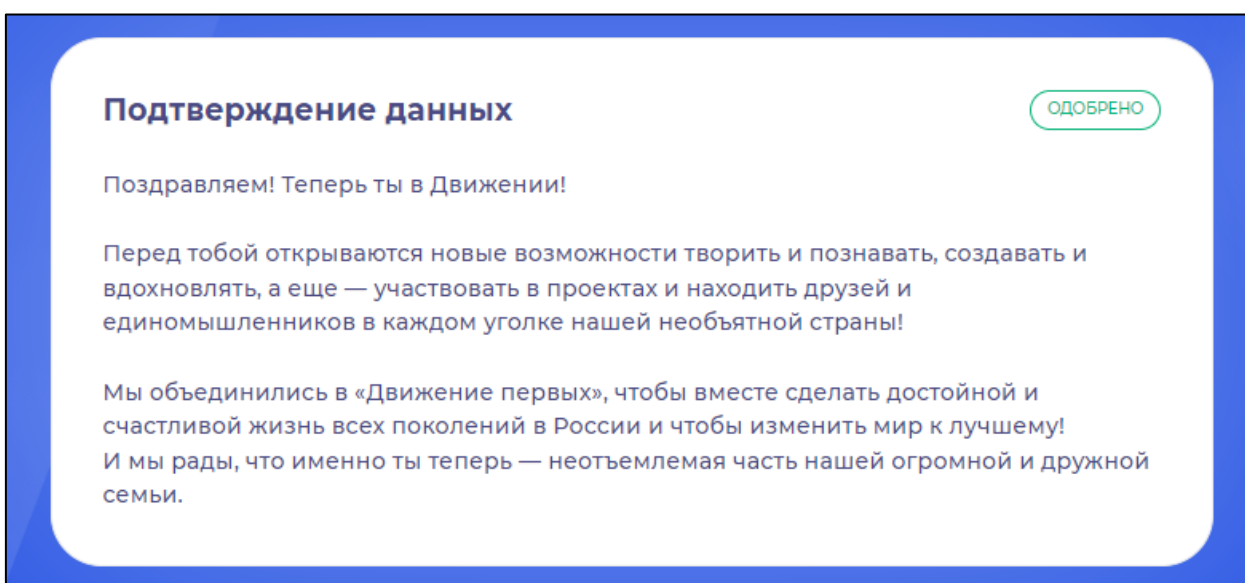 Подтверждение данных
ОДОБРЕНО
Поздравляем! Теперь ты в Движении!
Перед тобой открываются новые возможности творить и познавать, создавать и
вдохновлять, а еще — участвовать в проектах и находить друзей и
единомышленников в каждом уголке нашей необъятной страны!
Мы объединились в «Движение первых», чтобы вместе сделать достойной и
счастливой жизнь всех поколений в России и чтобы изменить мир к лучшему!
И мы рады, что именно ты теперь — неотъемлемая часть нашей огромной и дружной
семьи.